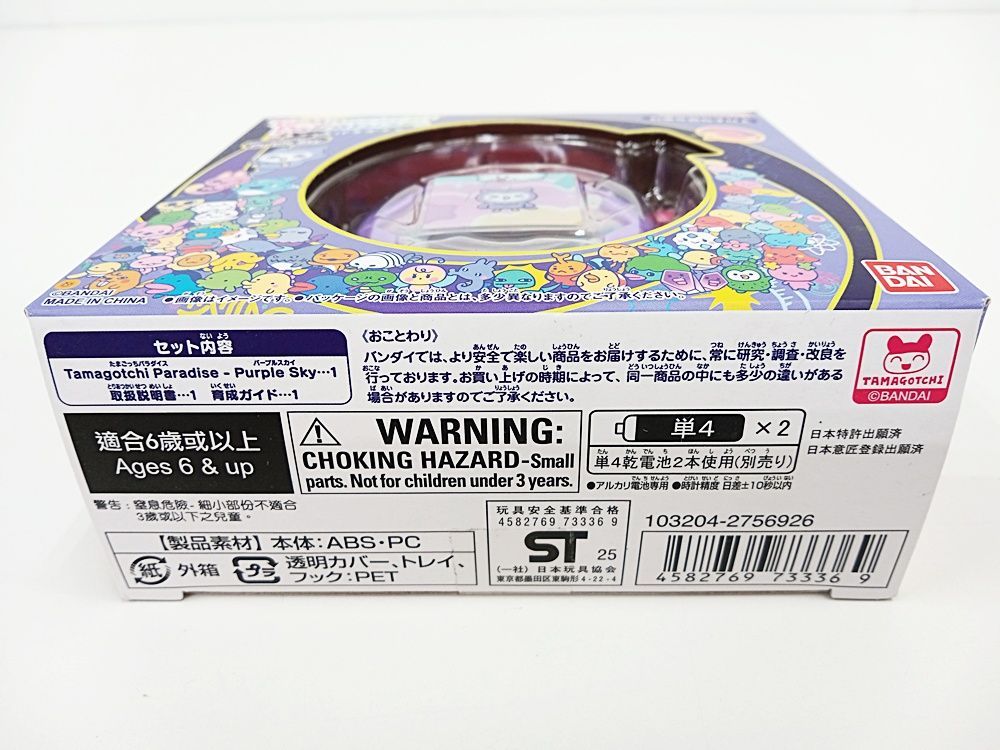 ©BANDAI
MADE IN CHINA
●画像はイメージです。●パッケージの画像と商品とは、多少異なりますのでご了承ください。
BAN
DAI
セット内容
Tamagotchi Paradise - Purple Sky…1
取扱説明書…1 育成ガイド…1
〈おことわり〉
バンダイでは、より安全で楽しい商品をお届けするために、常に研究・調査・改良を
行っております。お買い上げの時期によって、同一商品の中にも多少の違いがある
場合がありますのでご了承ください。
TAMAGOTCHI
©BANDAI
適合6歲或以上
Ages 6 & up
WARNING:
CHOKING HAZARD-Small
parts. Not for children under 3 years.
単4 ×2
単4乾電池2本使用(別売り)
●アルカリ電池専用 ●時計精度 日差±10秒以内
日本特許出願済
日本意匠登録出願済
警告：窒息危險-細小部份不適合
3歲或以下之兒童。
【製品素材】本体：ABS・PC
紙 外箱 プラ 透明カバー、トレイ、
フック：PET
玩具安全基準合格
4582769 73336 9
ST 25
(一社) 日本玩具協会
東京都墨田区東駒形4-22-4
103204-2756926
4 582769 733369